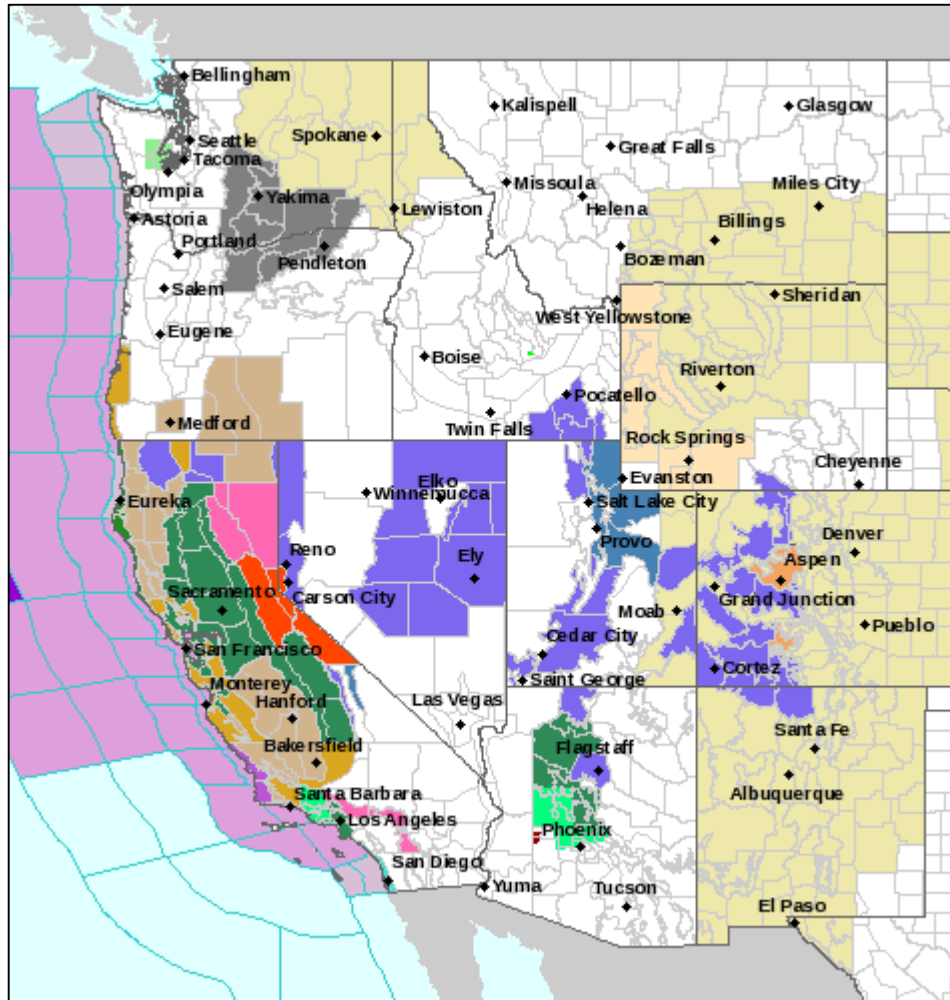 Bellingham
Kalispell
Glasgow
Seattle
Spokane
Great Falls
Tacoma
Olympia
Yakima
Missoula
Miles City
Lewiston
Helena
Astoria
Billings
Portland
Pendleton
Bozeman
Salem
Sheridan
West Yellowstone
Eugene
Boise
Riverton
Pocatello
Medford
Twin Falls
Rock Springs
Cheyenne
Elko
Evanston
Eureka
Winnemucca
Salt Lake City
Reno
Provo
Denver
Ely
Aspen
Sacramento
Carson City
Grand Junction
Moab
Pueblo
San Francisco
Cedar City
Cortez
Saint George
Monterey
Hanford
Las Vegas
Bakersfield
Flagstaff
Santa Fe
Santa Barbara
Albuquerque
Los Angeles
Phoenix
San Diego
Yuma
Tucson
El Paso